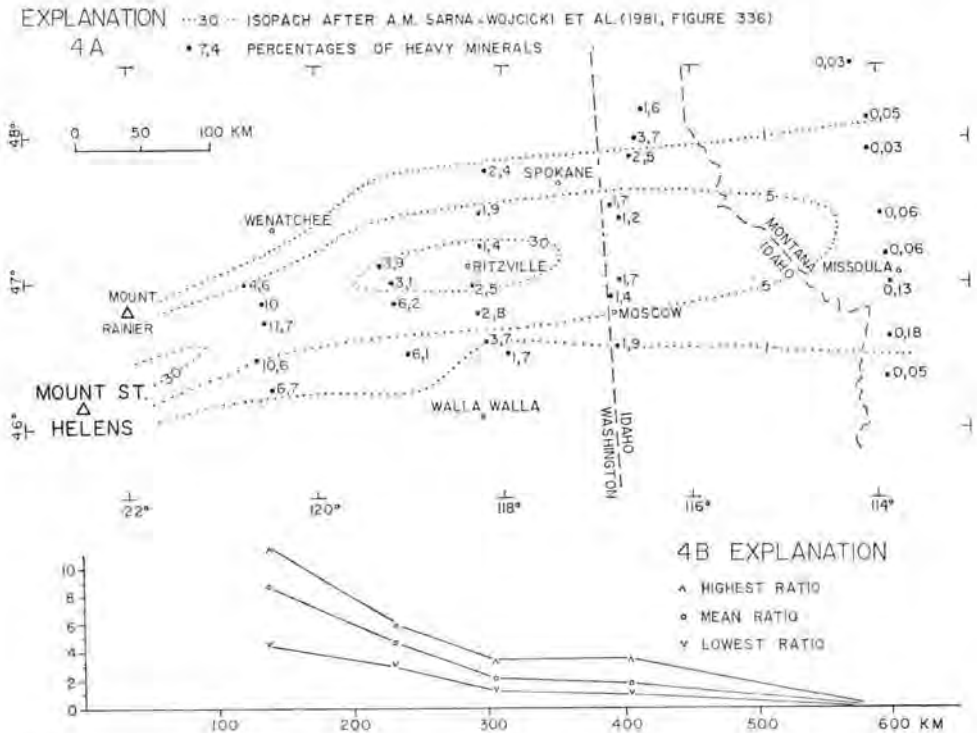 EXPLANATION ...30... ISOPACH AFTER A.M. SARNA-WOJCICKI ET AL. (1981, FIGURE 336)
4A • 7,4 PERCENTAGES OF HEAVY MINERALS
0,03
48°
0 50 100 KM
1,6
0,05
3,7
0,03
2,5
2,4
SPOKANE
5
1,7
0,06
1,9
1,2
WENATCHEE
MONTANA
IDAHO
1,4
30
0,06
3,9
RITZVILLE
MISSOULA
47°
4,6
3,1
2,5
1,7
5
0,13
MOUNT
RAINIER
10
6,2
1,4
11,7
2,8
MOSCOW
0,18
3,7
1,9
30
10,6
6,1
1,7
0,05
MOUNT ST.
HELENS
6,7
WALLA WALLA
46°
IDAHO
WASHINGTON
122° 120° 118° 116° 114°
4B EXPLANATION
HIGHEST RATIO
MEAN RATIO
LOWEST RATIO
10
8
6
4
2
0
100 200 300 400 500 600 KM